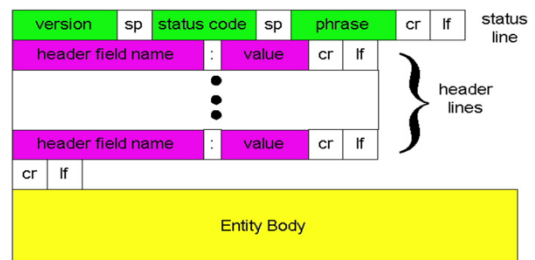 version sp status code sp phrase cr lf status line
header field name : value cr lf
header lines
header field name : value cr lf
cr lf
Entity Body